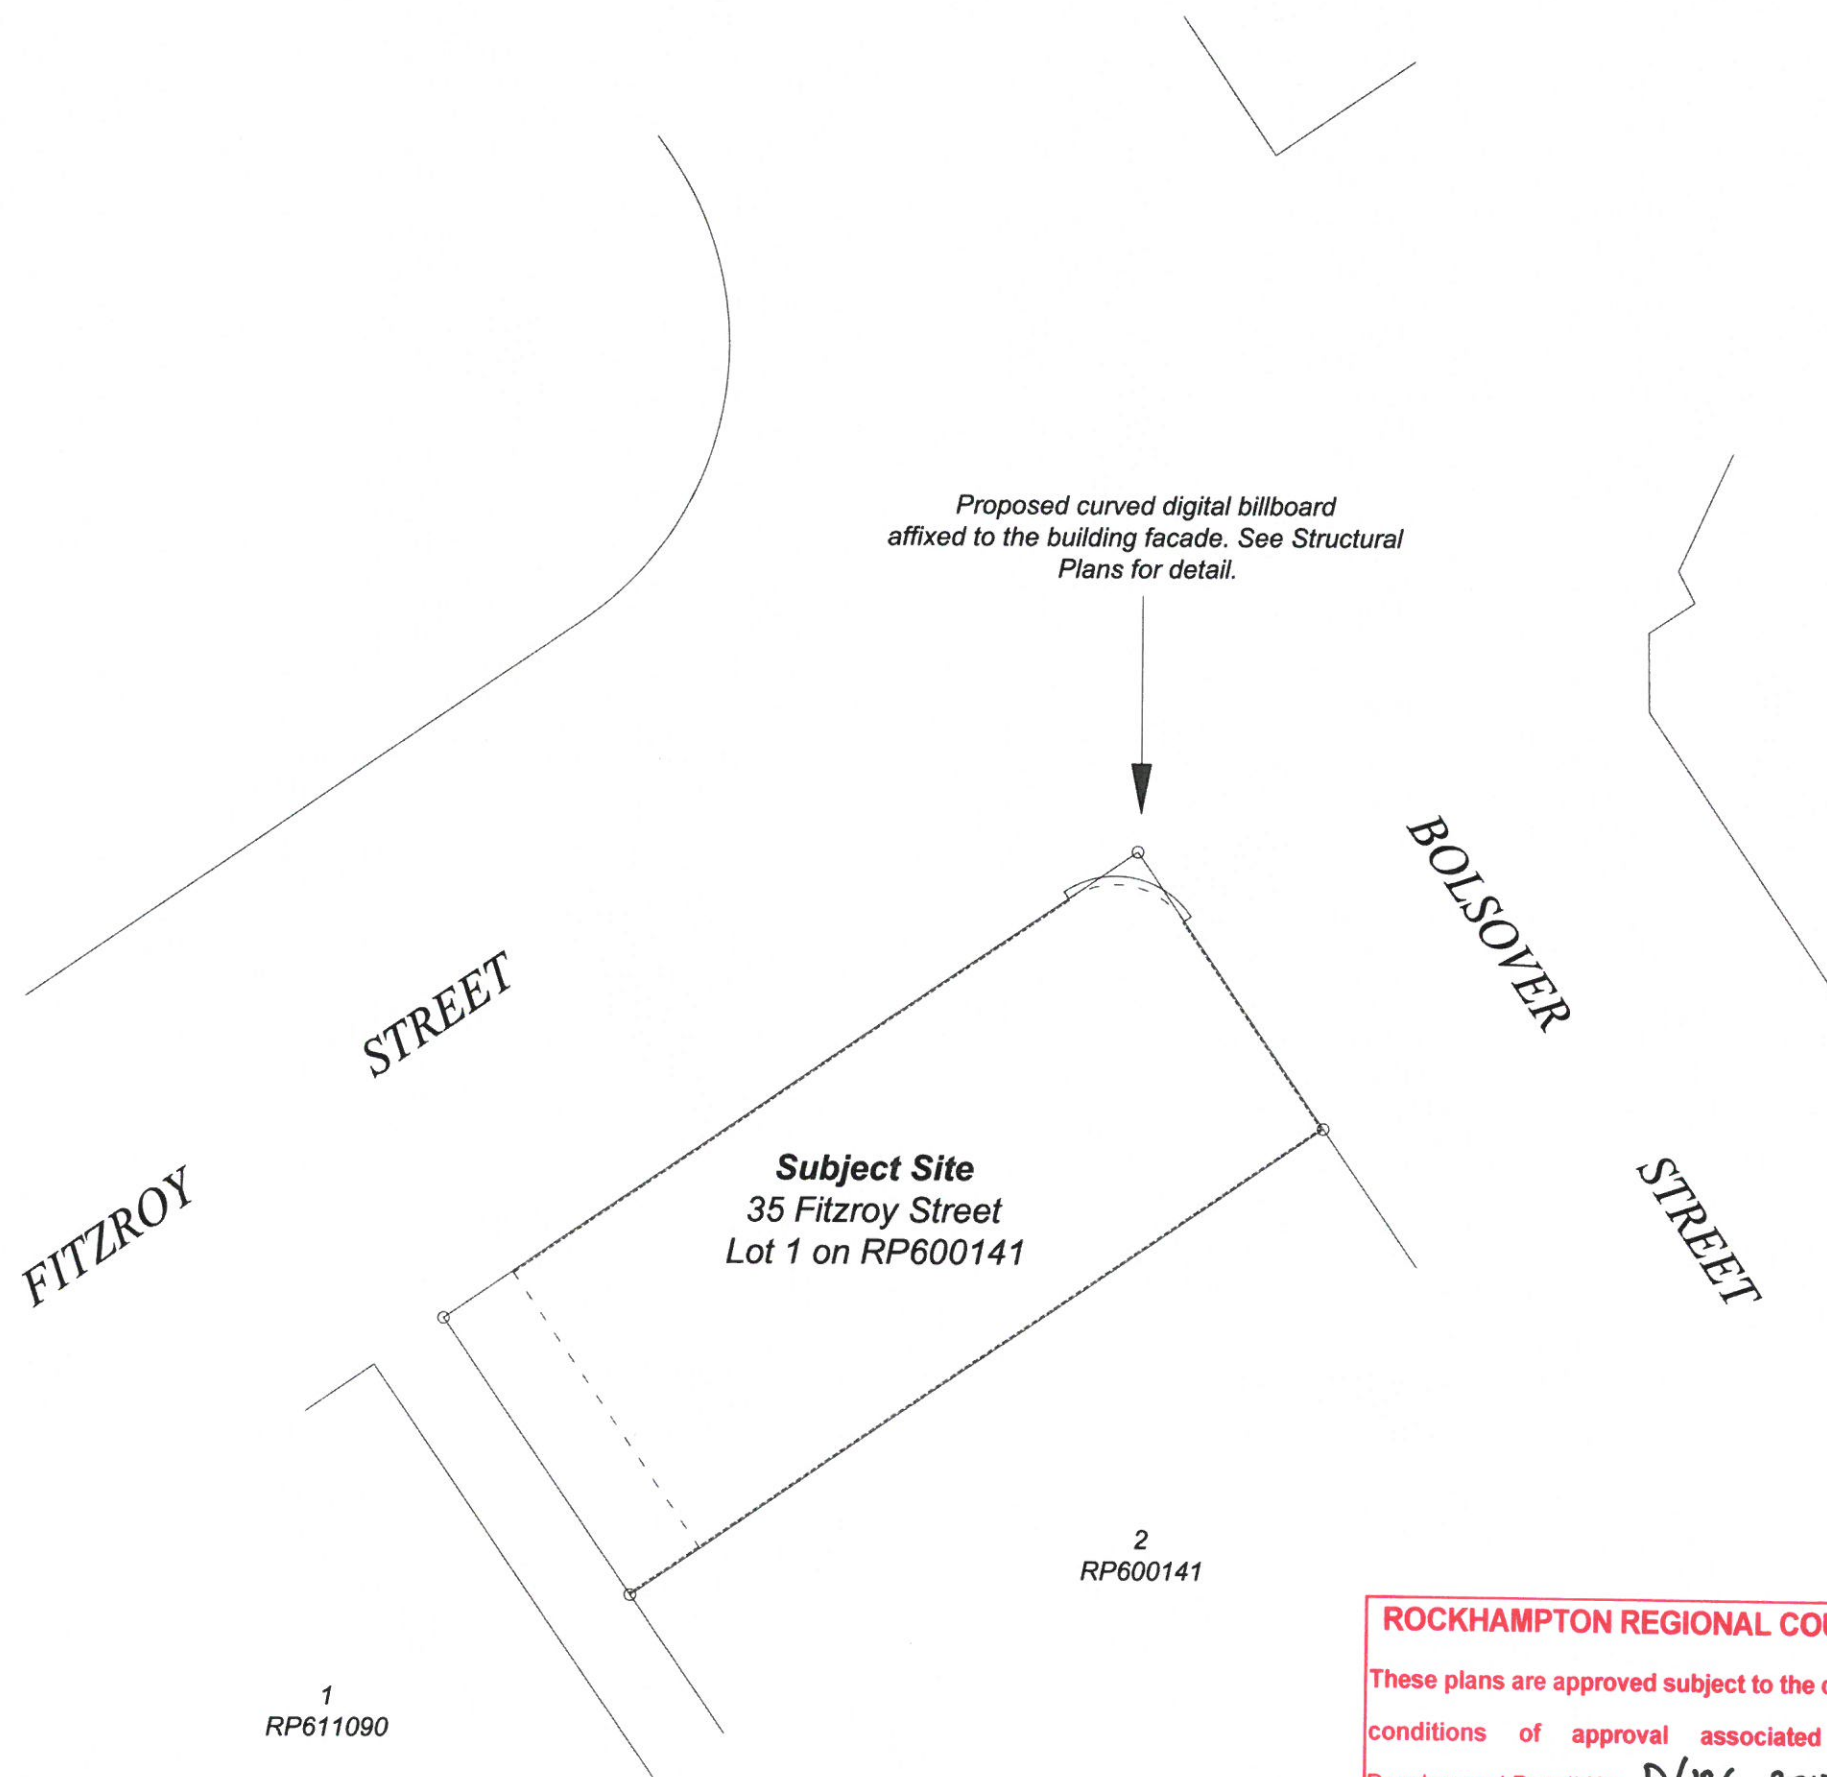 Proposed curved digital billboard
affixed to the building facade. See Structural
Plans for detail.
BOLSOVER
STREET
FITZROY
STREET
Subject Site
35 Fitzroy Street
Lot 1 on RP600141
2
RP600141
1
RP611090
ROCKHAMPTON REGIONAL
These plans are approved subject to the
conditions of approval associated